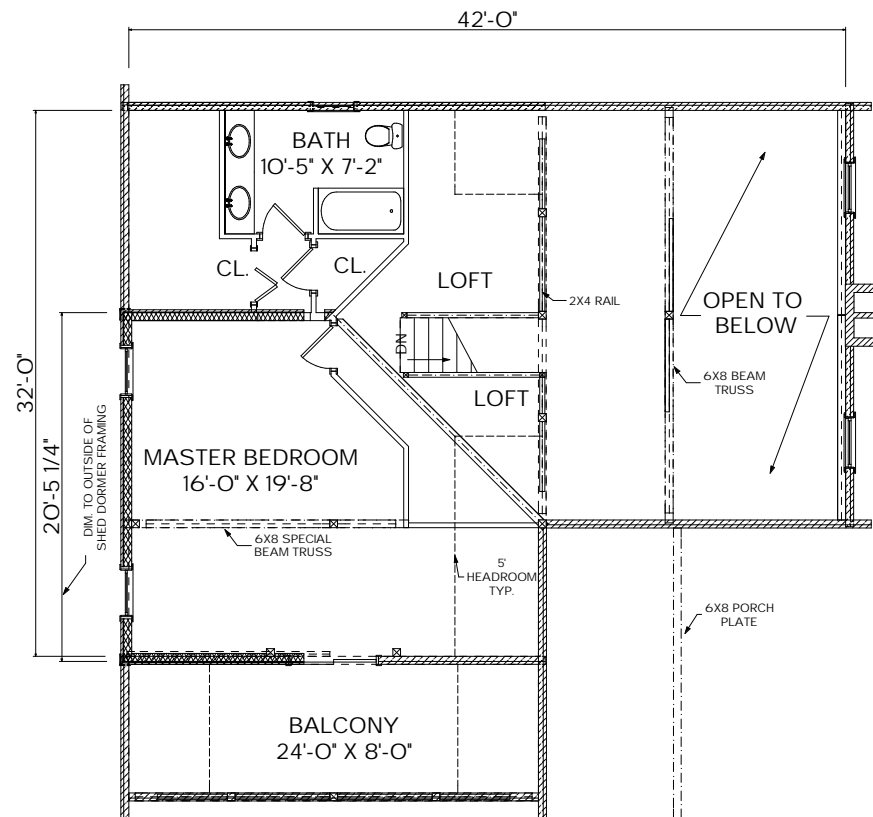 42'-0"
BATH
10'-5" X 7'-2"
CL.
CL.
LOFT
2X4 RAIL
OPEN TO
BELOW
DN
6X8 BEAM
TRUSS
LOFT
32'-0"
20'-5 1/4"
DIM. TO OUTSIDE OF
SHED DORMER FRAMING
MASTER BEDROOM
16'-0" X 19'-8"
6X8 SPECIAL
BEAM TRUSS
5'
HEADROOM
TYP.
6X8 PORCH
PLATE
BALCONY
24'-0" X 8'-0"